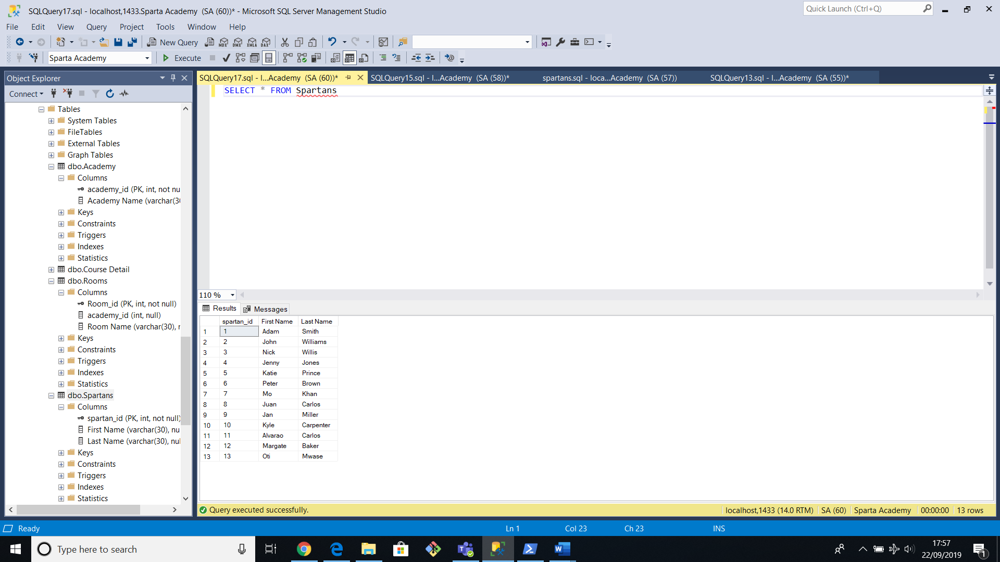 SQLQuery17.sql - localhost,1433.Sparta Academy (SA (60))* - Microsoft SQL Server Management Studio
Quick Launch (Ctrl+Q)
File Edit View Query Project Tools Window Help
New Query MDX DMX XMLA DAX
Sparta Academy Execute
Object Explorer
Connect
Tables
System Tables
FileTables
External Tables
Graph Tables
dbo.Academy
Columns
academy_id (PK, int, not nu
Academy Name (varchar(30
Keys
Constraints
Triggers
Indexes
Statistics
dbo.Course Detail
dbo.Rooms
Columns
Room_id (PK, int, not null)
academy_id (int, null)
Room Name (varchar(30), r
Keys
Constraints
Triggers
Indexes
Statistics
dbo.Spartans
Columns
spartan_id (PK, int, not null)
First Name (varchar(30), nu
Last Name (varchar(30), nul
Keys
Constraints
Triggers
Indexes
Statistics
SQLQuery17.sql - l...Academy (SA (60))* SQLQuery15.sql - l...Academy (SA (58))* spartans.sql - loca...Academy (SA (57)) SQLQuery13.sql - l...Academy (SA (55))*
SELECT * FROM Spartans
110 %
Results Messages
spartan_id First Name Last Name
1 1 Adam Smith
2 2 John Williams
3 3 Nick Willis
4 4 Jenny Jones
5 5 Katie Prince
6 6 Peter Brown
7 7 Mo Khan
8 8 Juan Carlos
9 9 Jan Miller
10 10 Kyle Carpenter
11 11 Alvarao Carlos
12 12 Margate Baker
13 13 Oti Mwase
Query executed successfully. localhost,1433 (14.0 RTM) SA (60) Sparta Academy 00:00:00 13 rows
Ready Ln 1 Col 23 Ch 23 INS
Type here to search
17:57
22/09/2019
1